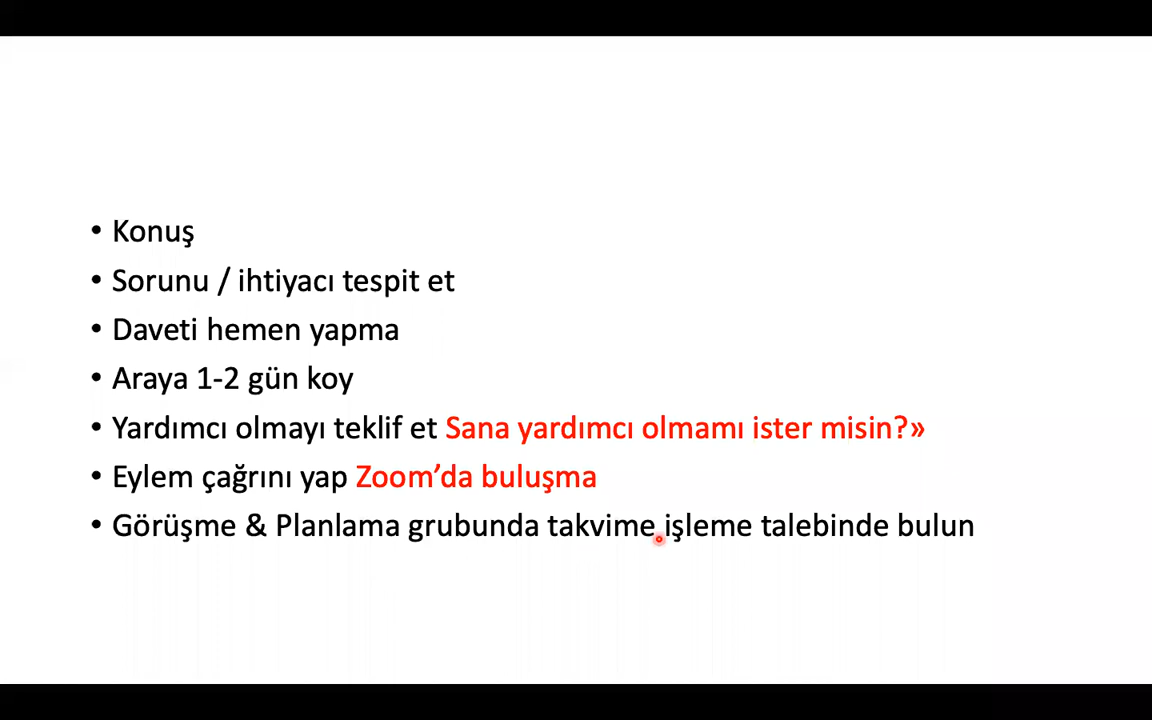 • Konuş
• Sorunu / ihtiyacı tespit et
• Daveti hemen yapma
• Araya 1-2 gün koy
• Yardımcı olmayı teklif et Sana yardımcı olmamı ister misin?»
• Eylem çağrını yap Zoom’da buluşma
• Görüşme & Planlama grubunda takvime işleme talebinde bulun